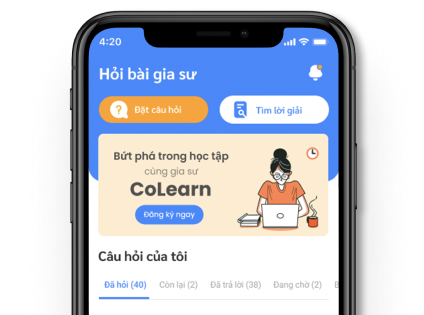 4:20
Hỏi bài gia sư
Đặt câu hỏi
Tìm lời giải
Bứt phá trong học tập
cùng gia sư
CoLearn
Đăng ký ngay
Câu hỏi của tôi
Đã hỏi (40) Còn lại (2) Đã trả lời (38) Đang chờ (2) B